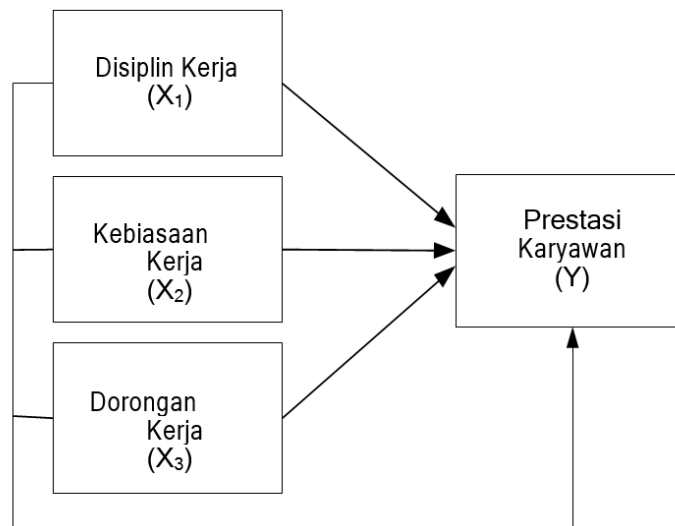 Disiplin Kerja
(X₁)
Kebiasaan
Kerja
(X₂)
Dorongan
Kerja
(X₃)
Prestasi
Karyawan
(Y)